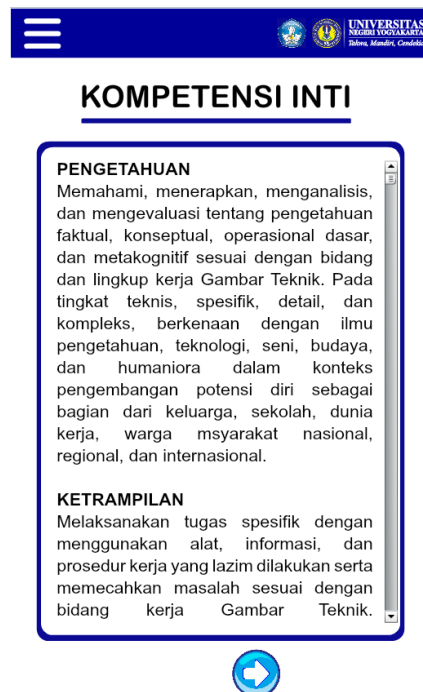 UNIVERSITAS
NEGERI YOGYAKARTA
Takwa, Mandiri, Cendekia
KOMPETENSI INTI
PENGETAHUAN
Memahami, menerapkan, menganalisis,
dan mengevaluasi tentang pengetahuan
faktual, konseptual, operasional dasar,
dan metakognitif sesuai dengan bidang
dan lingkup kerja Gambar Teknik. Pada
tingkat teknis, spesifik, detail, dan
kompleks, berkenaan dengan ilmu
pengetahuan, teknologi, seni, budaya,
dan humaniora dalam konteks
pengembangan potensi diri sebagai
bagian dari keluarga, sekolah, dunia
kerja, warga msyarakat nasional,
regional, dan internasional.
KETRAMPILAN
Melaksanakan tugas spesifik dengan
menggunakan alat, informasi, dan
prosedur kerja yang lazim dilakukan serta
memecahkan masalah sesuai dengan
bidang kerja Gambar Teknik.